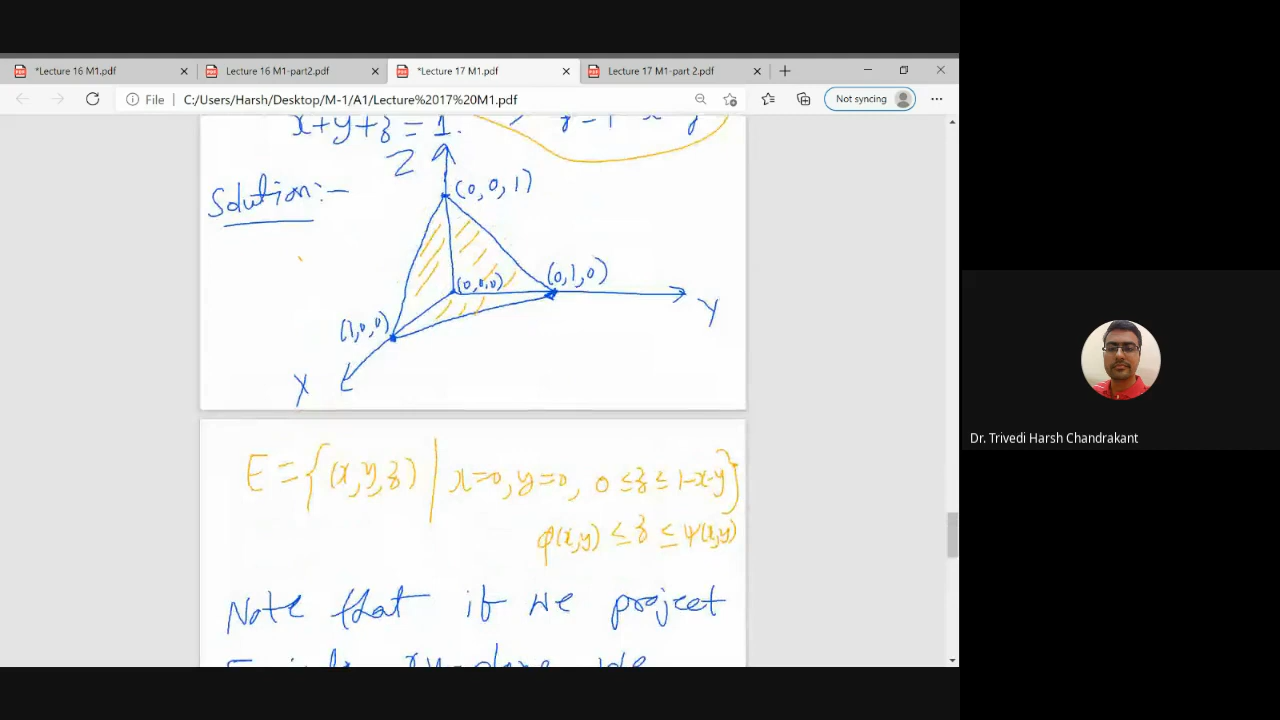 *Lecture 16 M1.pdf
Lecture 16 M1-part2.pdf
*Lecture 17 M1.pdf
Lecture 17 M1-part 2.pdf
File C:/Users/Harsh/Desktop/M-1/A1/Lecture%2017%20M1.pdf
Not syncing
x+y+z = 1.
Z
Solution:-
(0,0,1)
(0,0,0)
(0,1,0)
(1,0,0)
Y
X
E = {(x,y,z) | x=0, y=0, 0 ≤ z ≤ 1-x-y}
φ(x,y) ≤ z ≤ ψ(x,y)
Note that if we project
xy-plane we
Dr. Trivedi Harsh Chandrakant